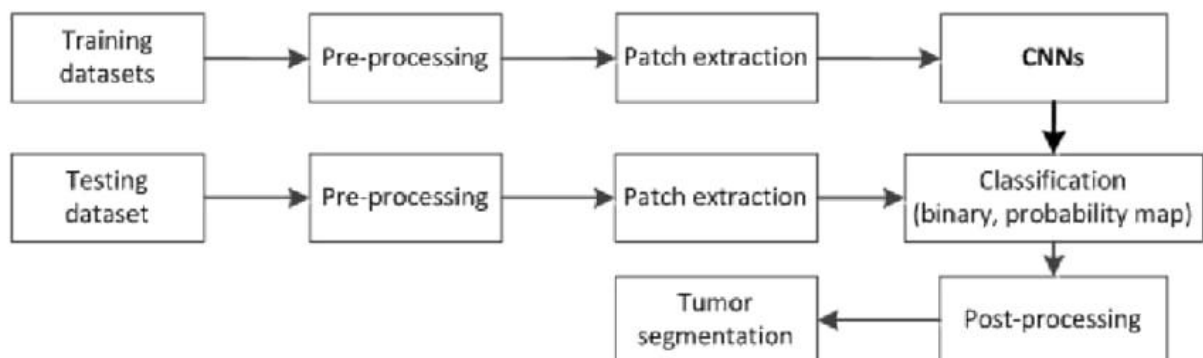 Training
datasets
Pre-processing
Patch extraction
CNNs
Testing
dataset
Pre-processing
Patch extraction
Classification
(binary, probability map)
Tumor
segmentation
Post-processing